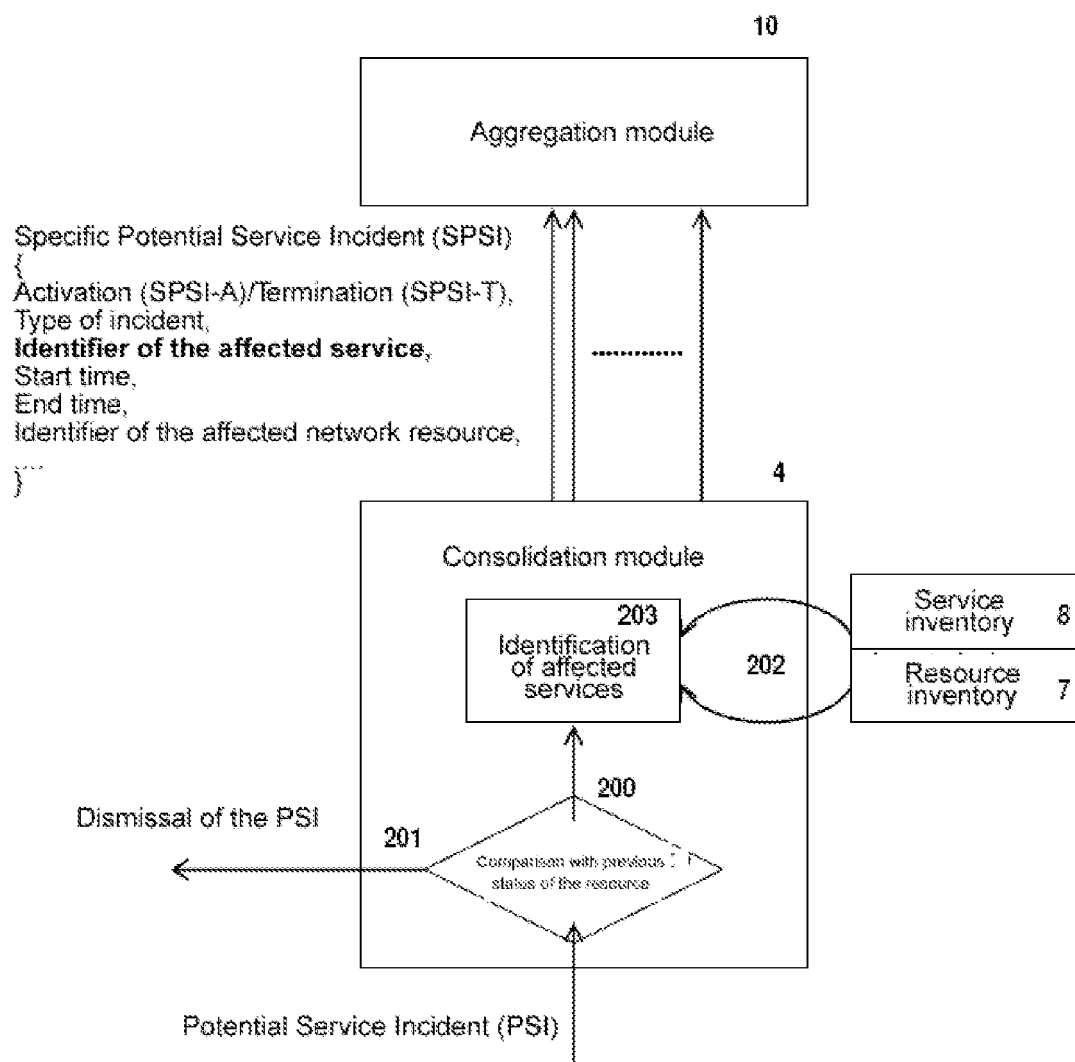 10
Aggregation module
Specific Potential Service Incident (SPSI)
{
Activation (SPSI-A)/Termination (SPSI-T),
Type of incident,
Identifier of the affected service,
Start time,
End time,
Identifier of the affected network resource,
....
}
4
Consolidation module
203
Identification
of affected
services
202
Service
inventory
8
Resource
inventory
7
200
Dismissal of the PSI
201
Comparison with previous
status of the resource
Potential Service Incident (PSI)